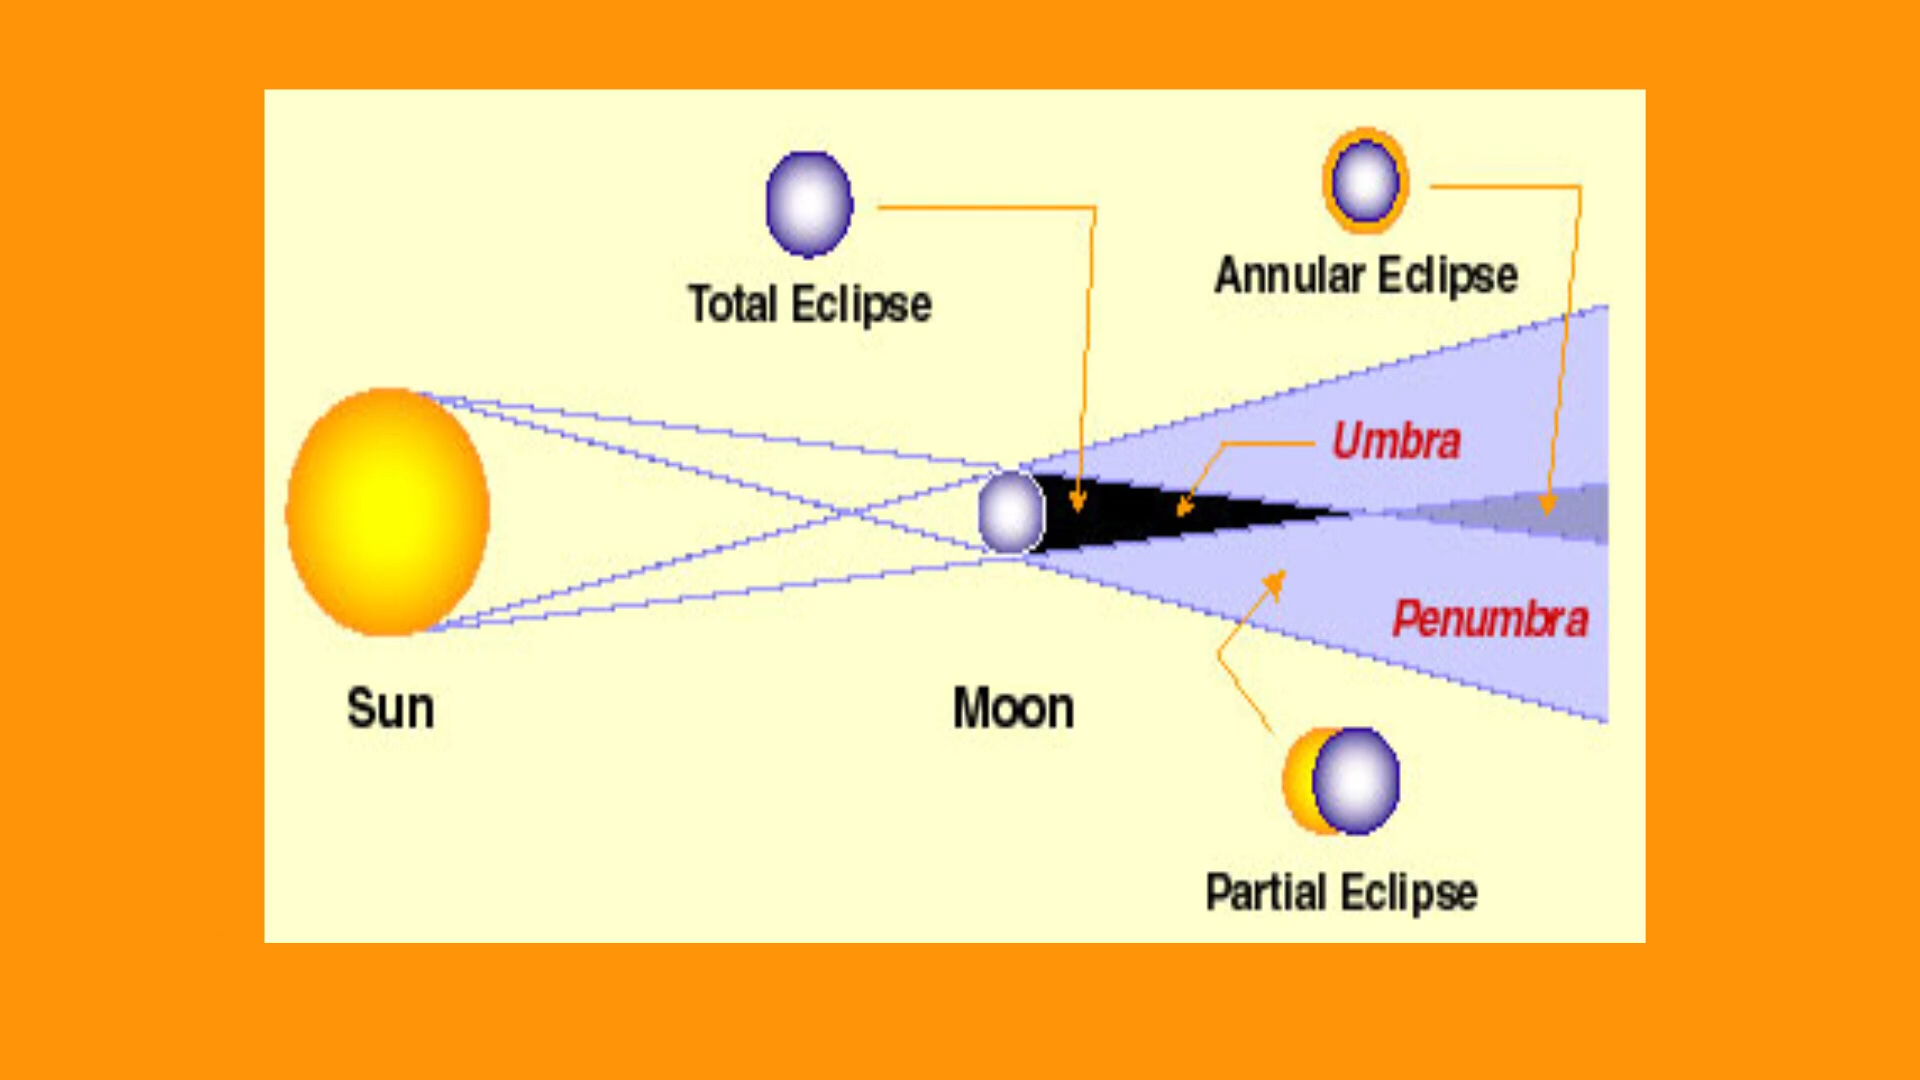 Total Eclipse
Annular Eclipse
Umbra
Penumbra
Sun
Moon
Partial Eclipse